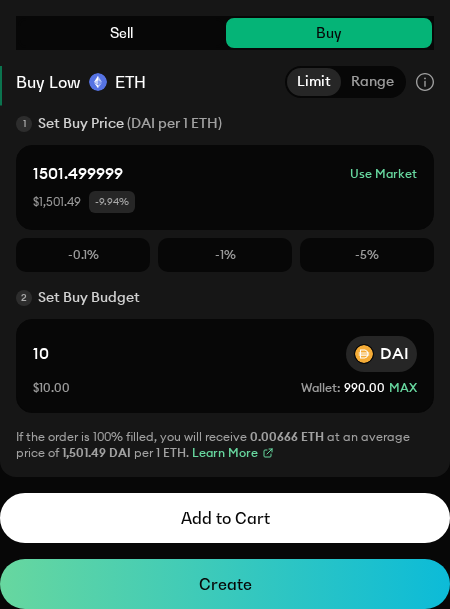 Sell Buy
Buy Low ETH Limit Range
1 Set Buy Price (DAI per 1 ETH)
1501.499999 Use Market
$1,501.49 -9.94%
-0.1% -1% -5%
2 Set Buy Budget
10 DAI
$10.00 Wallet: 990.00 MAX
If the order is 100% filled, you will receive 0.00666 ETH at an average
price of 1,501.49 DAI per 1 ETH. Learn More
Add to Cart
Create